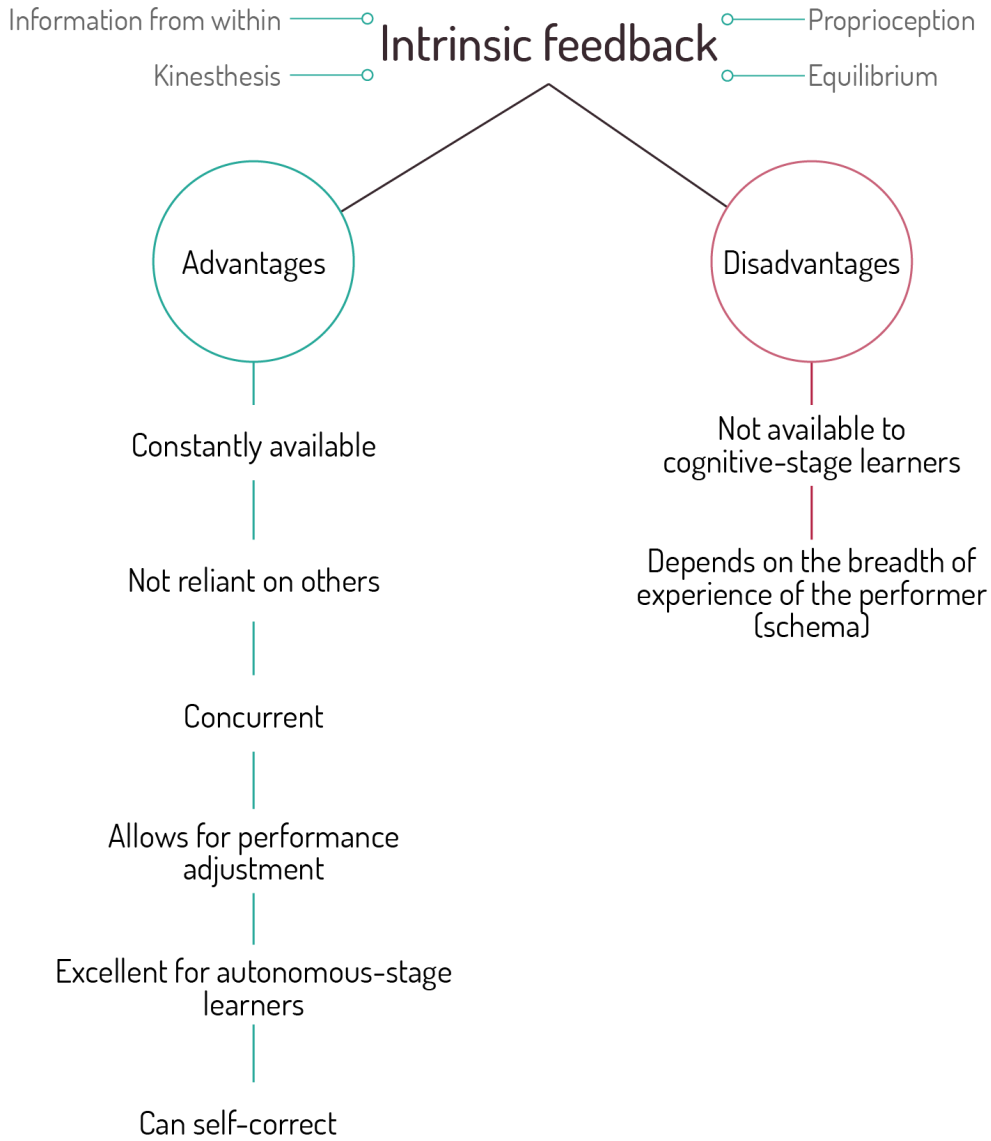 Information from within
Intrinsic feedback
Proprioception
Kinesthesis
Equilibrium
Advantages
Disadvantages
Constantly available
Not available to
cognitive-stage learners
Not reliant on others
Depends on the breadth of
experience of the performer
(schema)
Concurrent
Allows for performance
adjustment
Excellent for autonomous-stage
learners
Can self-correct